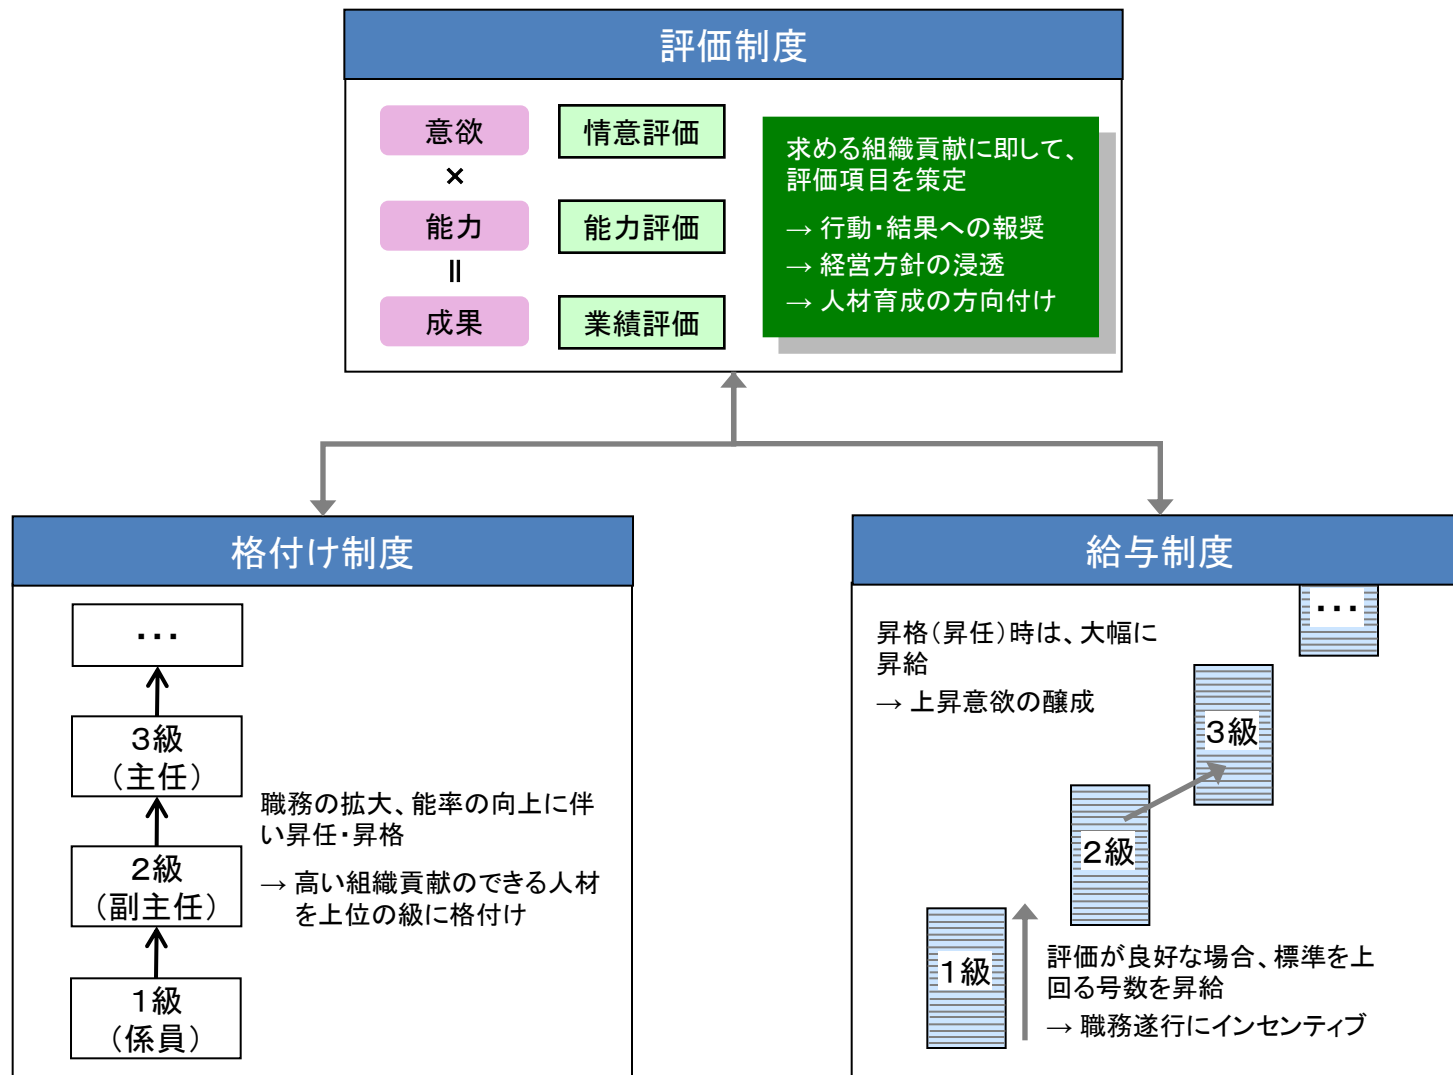 評価制度
意欲
情意評価
×
能力
能力評価
＝
成果
業績評価
求める組織貢献に即して、
評価項目を策定
→ 行動・結果への報奨
→ 経営方針の浸透
→ 人材育成の方向付け
格付け制度
・・・
３級
（主任）
２級
（副主任）
１級
（係員）
職務の拡大、能率の向上に伴
い昇任・昇格
→ 高い組織貢献のできる人材
を上位の級に格付け
給与制度
昇格（昇任）時は、大幅に
昇給
→ 上昇意欲の醸成
・・・
３級
２級
１級
評価が良好な場合、標準を上
回る号数を昇給
→ 職務遂行にインセンティブ